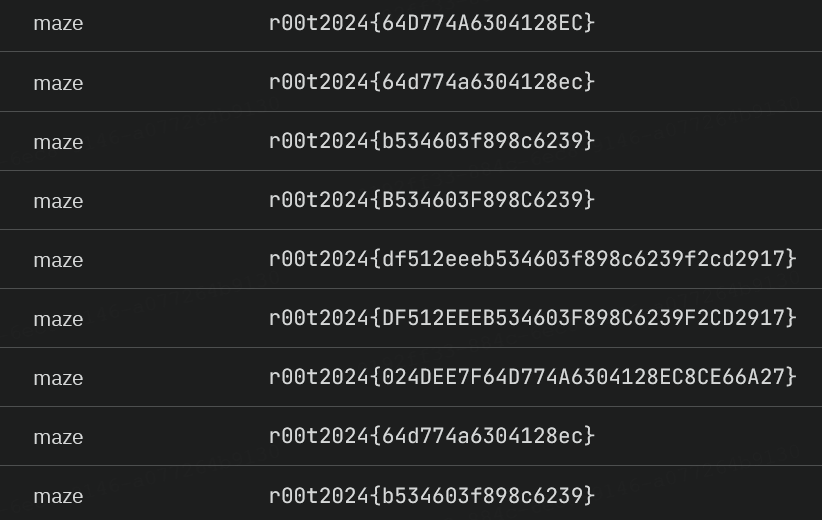 maze r00t2024{64D774A6304128EC}
maze r00t2024{64d774a6304128ec}
maze r00t2024{b534603f898c6239}
maze r00t2024{B534603F898C6239}
maze r00t2024{df512eeeb534603f898c6239f2cd2917}
maze r00t2024{DF512EEEB534603F898C6239F2CD2917}
maze r00t2024{024DEE7F64D774A6304128EC8CE66A27}
maze r00t2024{64d774a6304128ec}
maze r00t2024{b534603f898c6239}